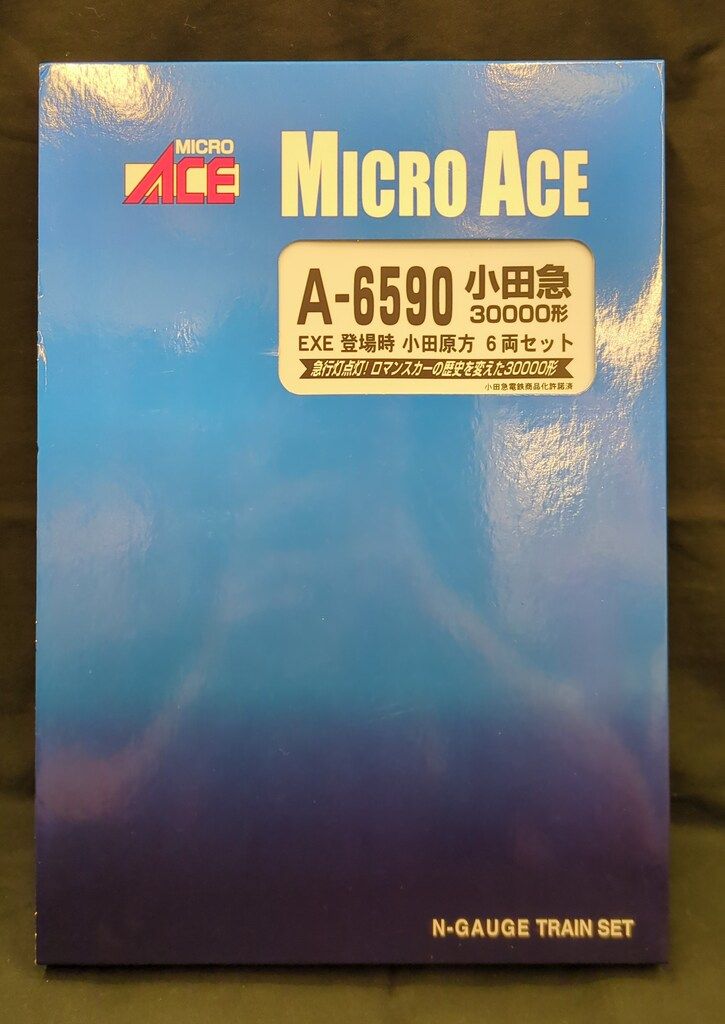 MICRO
ACE
MICRO ACE
A-6590 小田急
30000形
EXE 登場時 小田原方 6両セット
急行灯点灯!ロマンスカーの歴史を変えた30000形
小田急電鉄商品化許諾済
N-GAUGE TRAIN SET